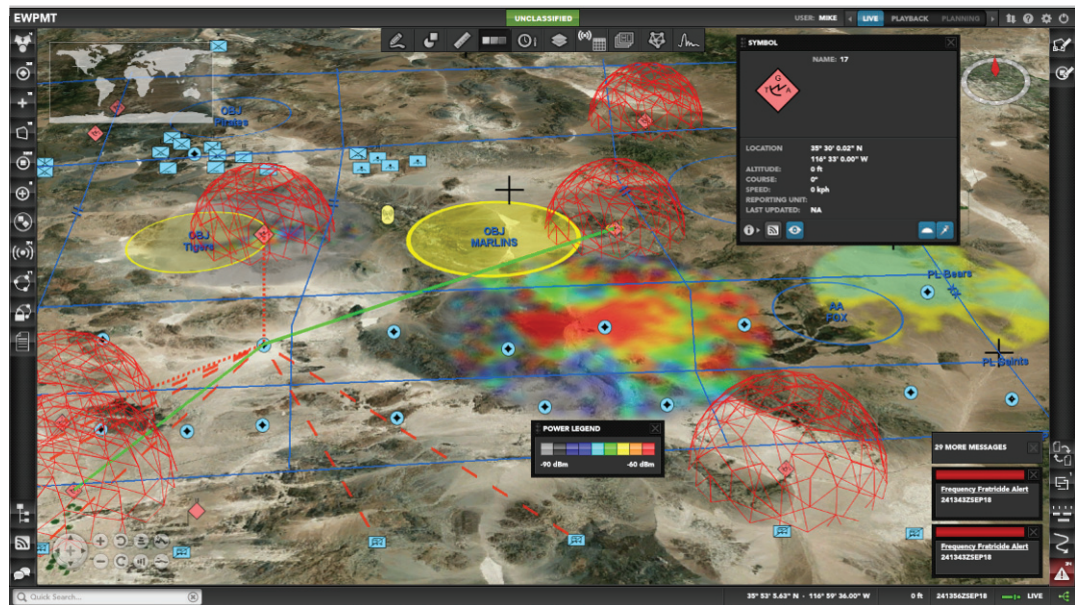 EWPMT
UNCLASSIFIED
USER: MIKE
LIVE
PLAYBACK
PLANNING
SYMBOL
NAME: 17
G
T A
LOCATION
35° 30' 0.02" N
116° 33' 0.00" W
ALTITUDE:
0 ft
COURSE:
0°
SPEED:
0 kph
REPORTING UNIT:
LAST UPDATED:
NA
OBJ
Pirates
OBJ
Tigers
OBJ
MARLINS
PL Bears
AA
FOX
PL Saints
POWER LEGEND
-90 dBm
-60 dBm
29 MORE MESSAGES
Frequency Fratricide Alert
241343ZSEP18
Frequency Fratricide Alert
241343ZSEP18
Quick Search...
35° 53' 5.63" N - 116° 59' 36.00" W
0 ft
241356ZSEP18
LIVE